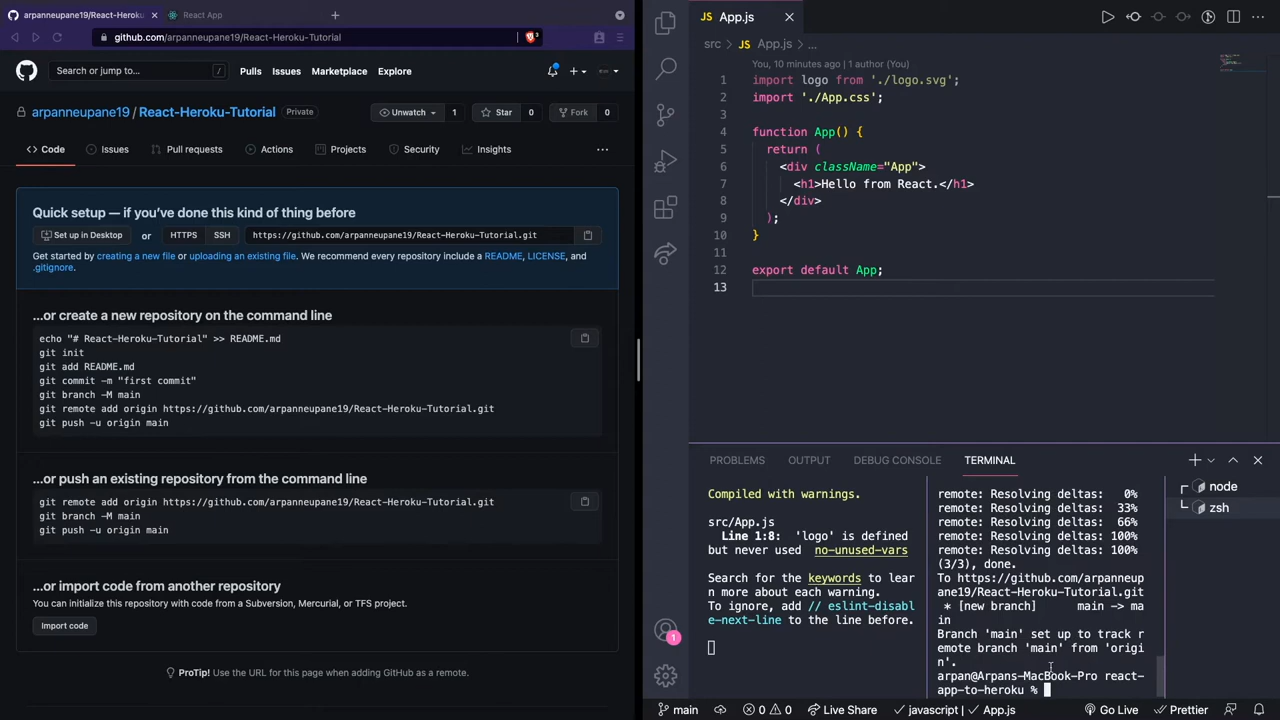 arpanneupane19/React-Heroku
React App
github.com/arpanneupane19/React-Heroku-Tutorial
3
Search or jump to...
/
Pulls
Issues
Marketplace
Explore
arpanneupane19 / React-Heroku-Tutorial
Private
Unwatch
1
Star
0
Fork
0
<> Code
Issues
Pull requests
Actions
Projects
Security
Insights
...
Quick setup — if you've done this kind of thing before
Set up in Desktop
or
HTTPS
SSH
https://github.com/arpanneupane19/React-Heroku-Tutorial.git
Get started by creating a new file or uploading an existing file. We recommend every repository include a README, LICENSE, and
.gitignore.
...or create a new repository on the command line
echo "# React-Heroku-Tutorial" >> README.md
git init
git add README.md
git commit -m "first commit"
git branch -M main
git remote add origin https://github.com/arpanneupane19/React-Heroku-Tutorial.git
git push -u origin main
...or push an existing repository from the command line
git remote add origin https://github.com/arpanneupane19/React-Heroku-Tutorial.git
git branch -M main
git push -u origin main
...or import code from another repository
You can initialize this repository with code from a Subversion, Mercurial, or TFS project.
Import code
ProTip! Use the URL for this page when adding GitHub as a remote.
JS App.js
src > JS App.js > ...
You, 10 minutes ago | 1 author (You)
1 import logo from './logo.svg';
2 import './App.css';
3
4 function App() {
5 return (
6 <div className="App">
7 <h1>Hello from React.</h1>
8 </div>
9 );
10 }
11
12 export default App;
13
PROBLEMS
OUTPUT
DEBUG CONSOLE
TERMINAL
Compiled with warnings.
src/App.js
Line 1:8: 'logo' is defined
but never used no-unused-vars
Search for the keywords to lear
n more about each warning.
To ignore, add // eslint-disabl
e-next-line to the line before.
remote: Resolving deltas: 0%
remote: Resolving deltas: 33%
remote: Resolving deltas: 66%
remote: Resolving deltas: 100%
remote: Resolving deltas: 100%
(3/3), done.
To https://github.com/arpanneup
ane19/React-Heroku-Tutorial.git
* [new branch] main -> ma
in
Branch 'main' set up to track r
emote branch 'main' from 'origi
n'.
arpan@Arpans-MacBook-Pro react-
app-to-heroku %
node
zsh
1
main
0
0
Live Share
javascript | App.js
Go Live
Prettier